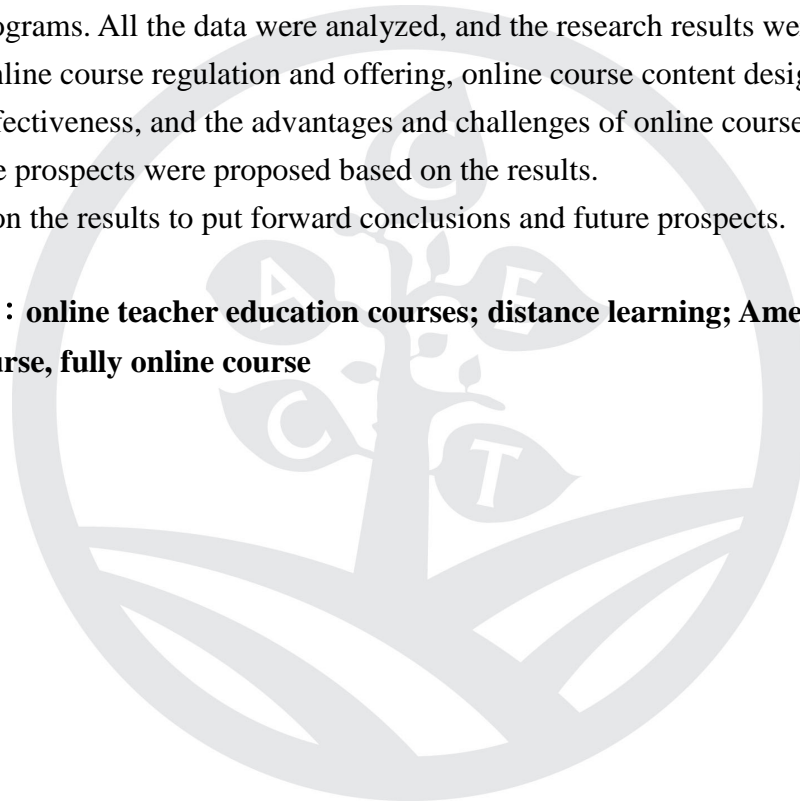 ograms. All the data were analyzed, and the research results we
nline course regulation and offering, online course content desig
fectiveness, and the advantages and challenges of online course
e prospects were proposed based on the results.
on the results to put forward conclusions and future prospects.
：online teacher education courses; distance learning; Ame
urse, fully online course
C
A
E
C
T